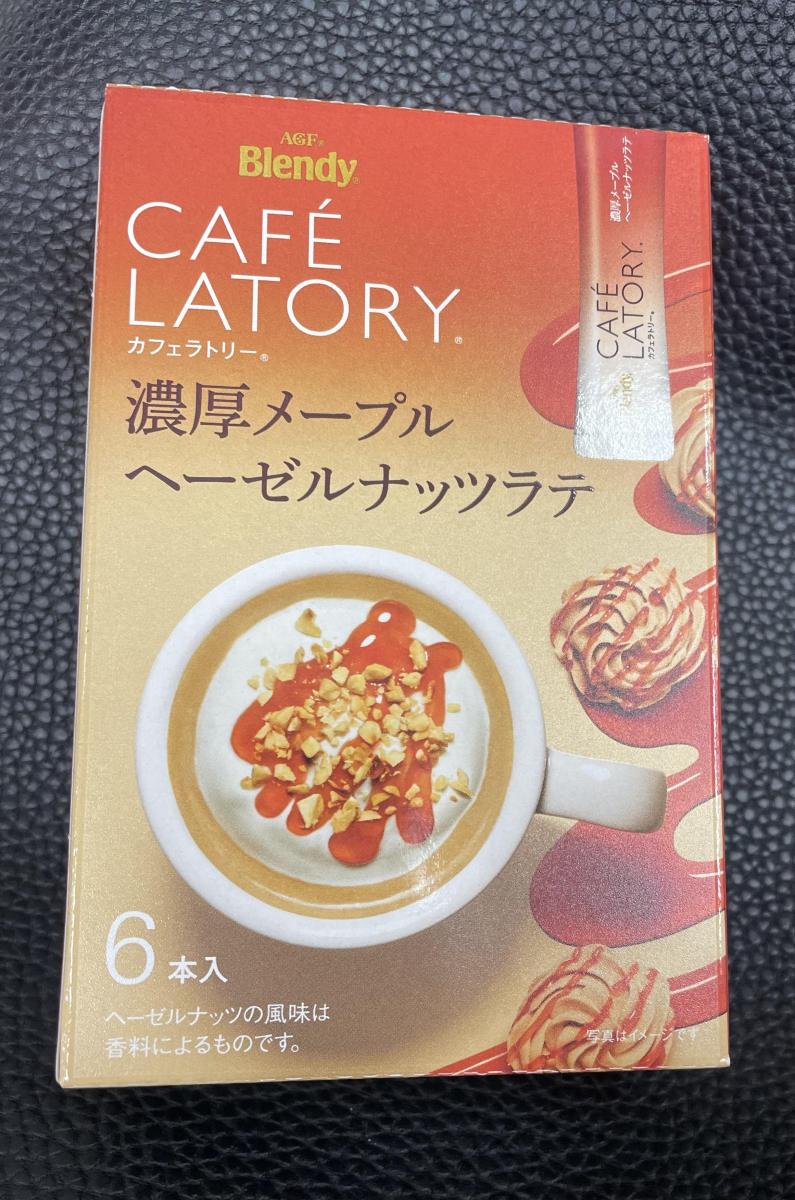 AGF®
Blendy®
CAFÉ
LATORY®
カフェラトリー®
濃厚メープル
ヘーゼルナッツラテ
濃厚メープル
ヘーゼルナッツラテ
CAFÉ
LATORY®
カフェラトリー®
6本入
ヘーゼルナッツの風味は
香料によるものです。
写真はイメージです